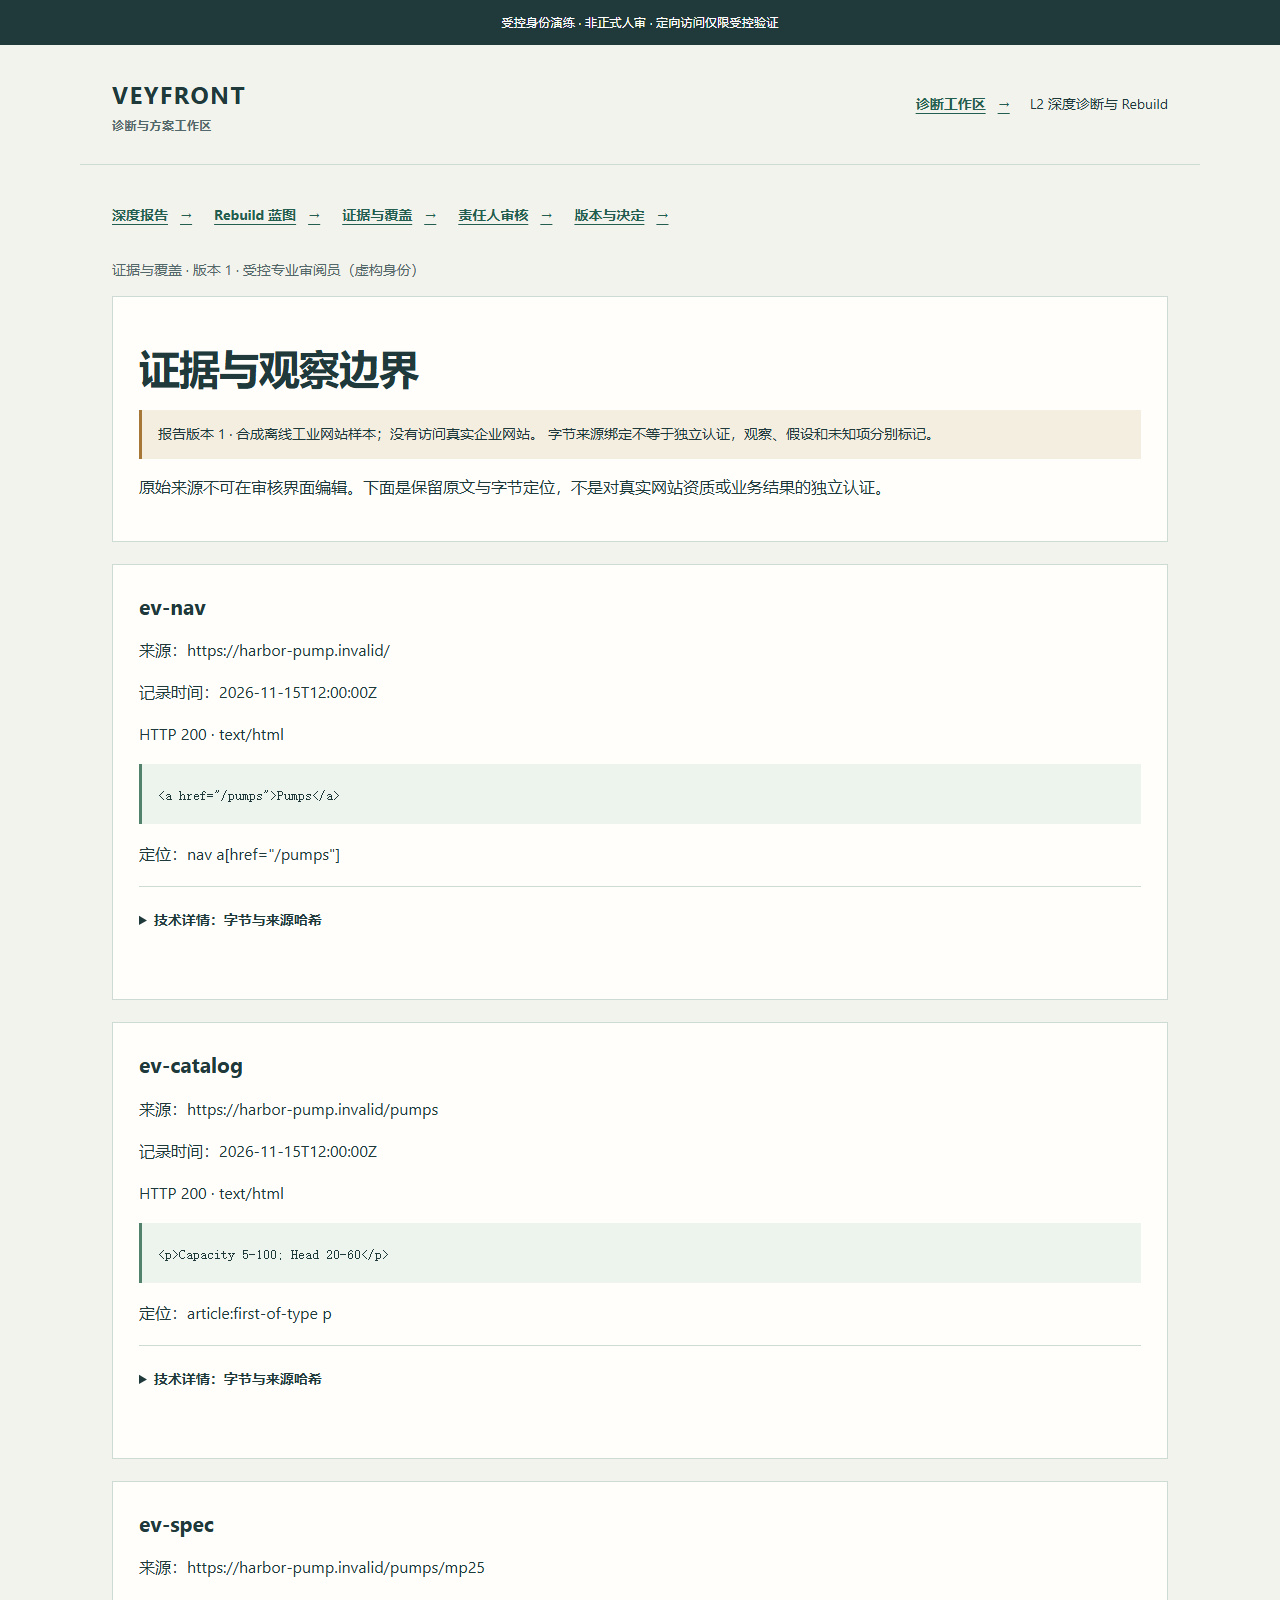 受控身份演练 · 非正式人审 · 定向访问仅限受控验证
VEYFRONT
诊断与方案工作区
诊断工作区 → L2 深度诊断与 Rebuild
深度报告 → Rebuild 蓝图 → 证据与覆盖 → 责任人审核 → 版本与决定 →
证据与覆盖 · 版本 1 · 受控专业审阅员（虚构身份）
证据与观察边界
报告版本 1 · 合成离线工业网站样本；没有访问真实企业网站。 字节来源绑定不等于独立认证，观察、假设和未知项分别标记。
原始来源不可在审核界面编辑。下面是保留原文与字节定位，不是对真实网站资质或业务结果的独立认证。
ev-nav
来源：https://harbor-pump.invalid/
记录时间：2026-11-15T12:00:00Z
HTTP 200 · text/html
<a href="/pumps">Pumps</a>
定位：nav a[href="/pumps"]
▶ 技术详情：字节与来源哈希
ev-catalog
来源：https://harbor-pump.invalid/pumps
记录时间：2026-11-15T12:00:00Z
HTTP 200 · text/html
<p>Capacity 5-100; Head 20-60</p>
定位：article:first-of-type p
▶ 技术详情：字节与来源哈希
ev-spec
来源：https://harbor-pump.invalid/pumps/mp25